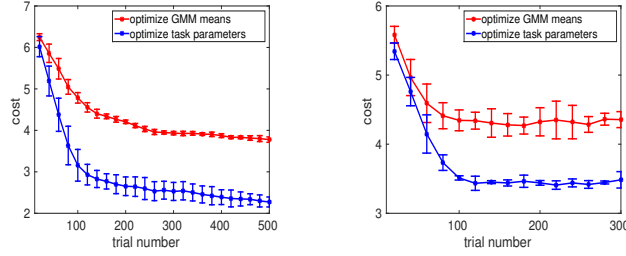 7
6
5
4
3
2
cost
100
200
300
400
500
trial number
optimize GMM means
optimize task parameters
6
5
4
3
cost
100
200
300
trial number
optimize GMM means
optimize task parameters